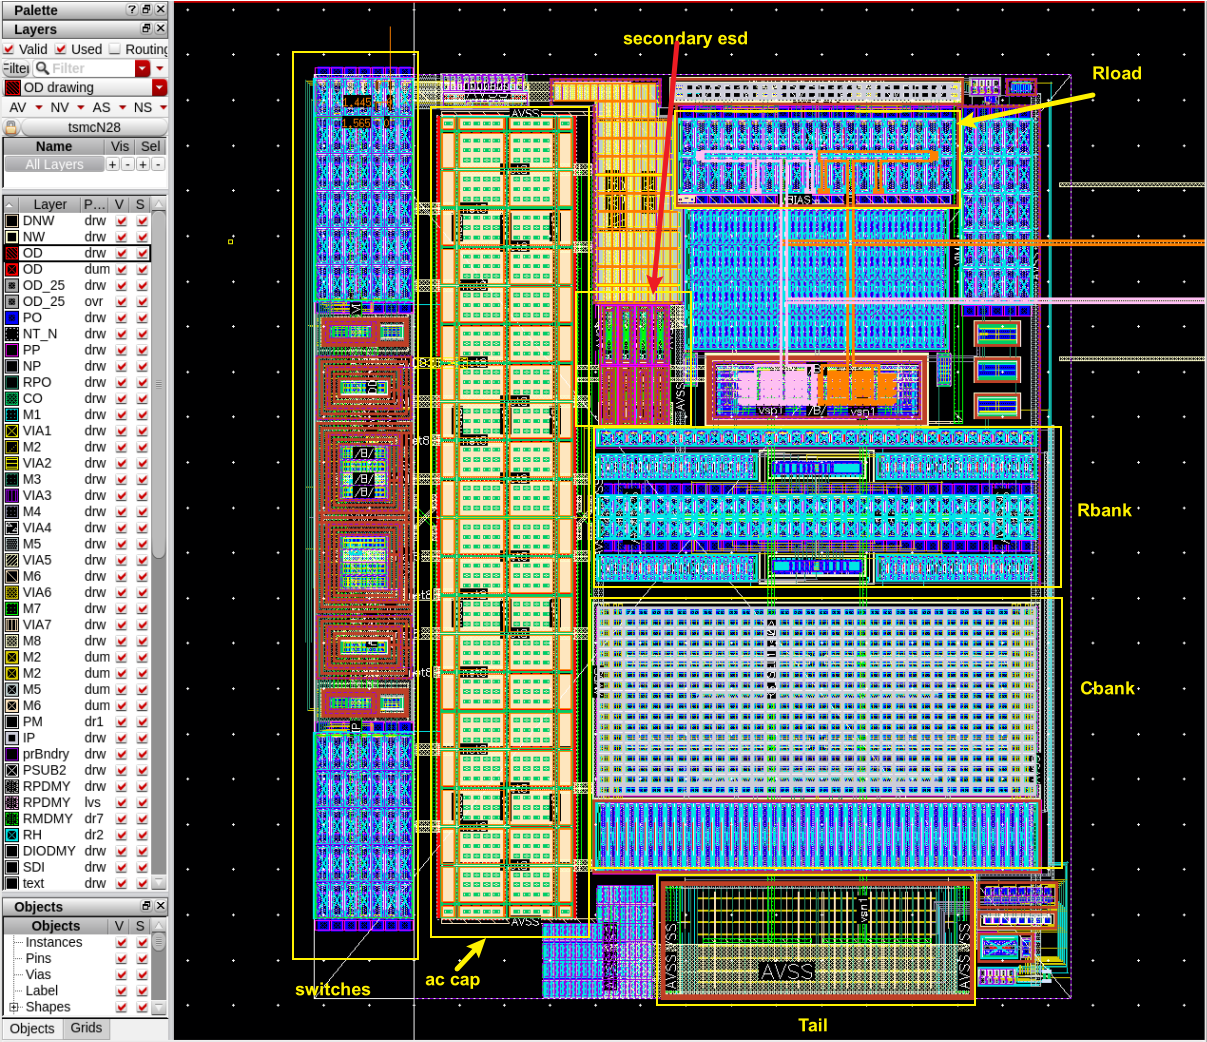 Palette
Layers
Valid Used Routing
Filter Filter
OD drawing
AV NV AS NS
tsmcN28
Name Vis Sel
All Layers + - + -
Layer P... V S
DNW drw
NW drw
OD drw
OD dum
OD_25 drw
OD_25 ovr
PO drw
NT_N drw
PP drw
NP drw
RPO drw
CO drw
M1 drw
VIA1 drw
M2 drw
VIA2 drw
M3 drw
VIA3 drw
M4 drw
VIA4 drw
M5 drw
VIA5 drw
M6 drw
VIA6 drw
M7 drw
VIA7 drw
M8 drw
M2 dum
M5 dum
M2 dum
M6 dum
PM dr1
IP drw
prBndry drw
PSUB2 drw
RPDMY drw
RPDMY lvs
RMDMY dr7
RH dr2
DIODMY drw
SDI drw
text drw
Objects
Objects V S
Instances
Pins
Vias
Label
Shapes
Objects Grids
secondary esd
Rload
AVSS
vsp1 /B/ vsn1
/B/
/B/
/B/
Rbank
Cbank
AVSS
vsn1
AVSS
AVSS AVSS
AVSS
switches
ac cap
Tail